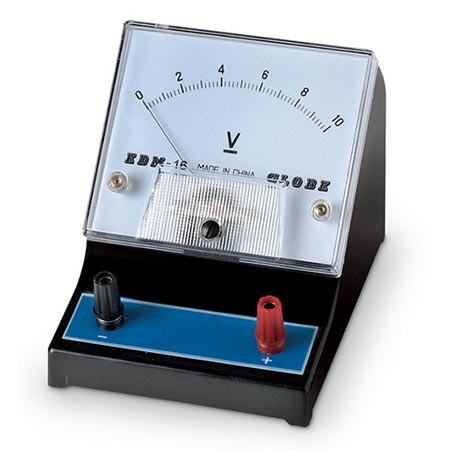 0 2 4 6 8 10
V
EDM-16 MADE IN CHINA GLOBE
- +